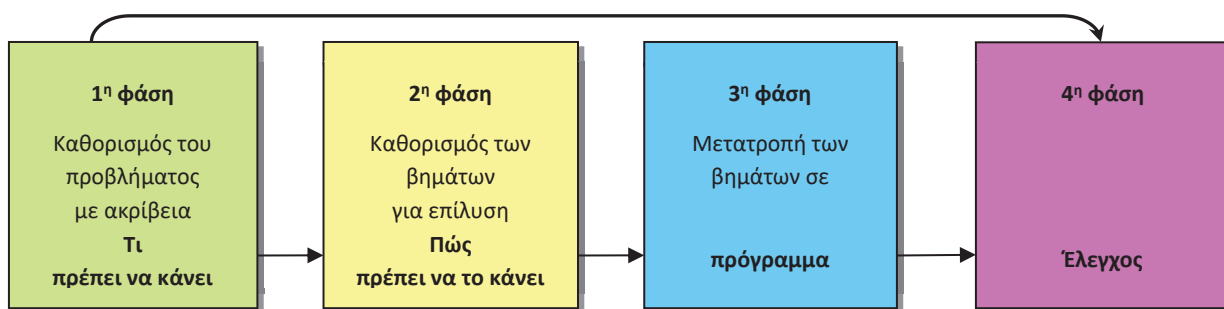 1η φάση
Καθορισμός του
προβλήματος
με ακρίβεια
Τι
πρέπει να κάνει
2η φάση
Καθορισμός των
βημάτων
για επίλυση
Πώς
πρέπει να το κάνει
3η φάση
Μετατροπή των
βημάτων σε
πρόγραμμα
4η φάση
Έλεγχος